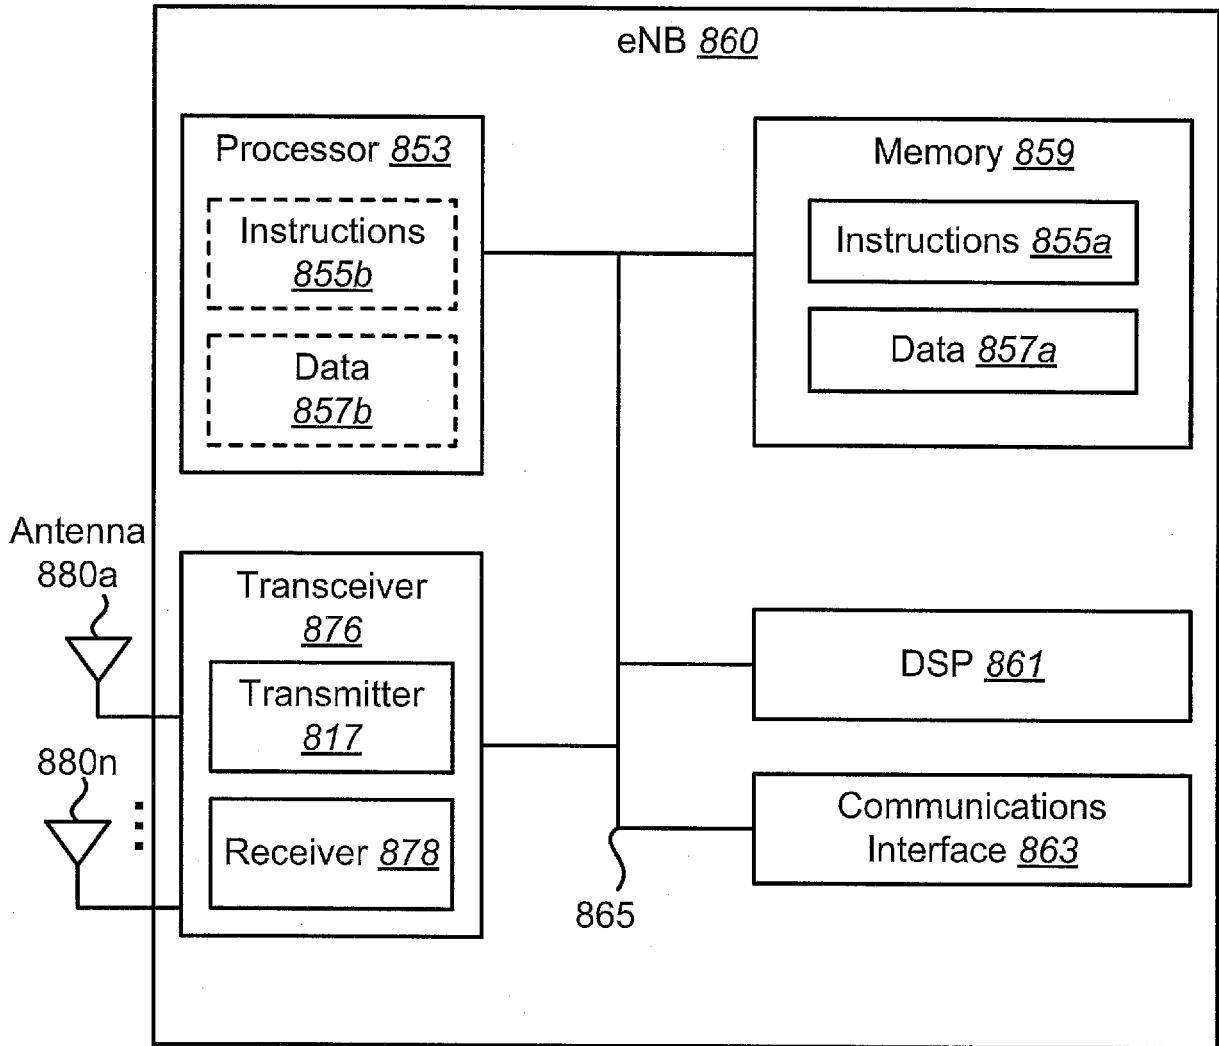 eNB 860
Processor 853
Instructions
855b
Data
857b
Memory 859
Instructions 855a
Data 857a
Antenna
880a
880n
Transceiver
876
Transmitter
817
Receiver 878
DSP 861
Communications
Interface 863
865